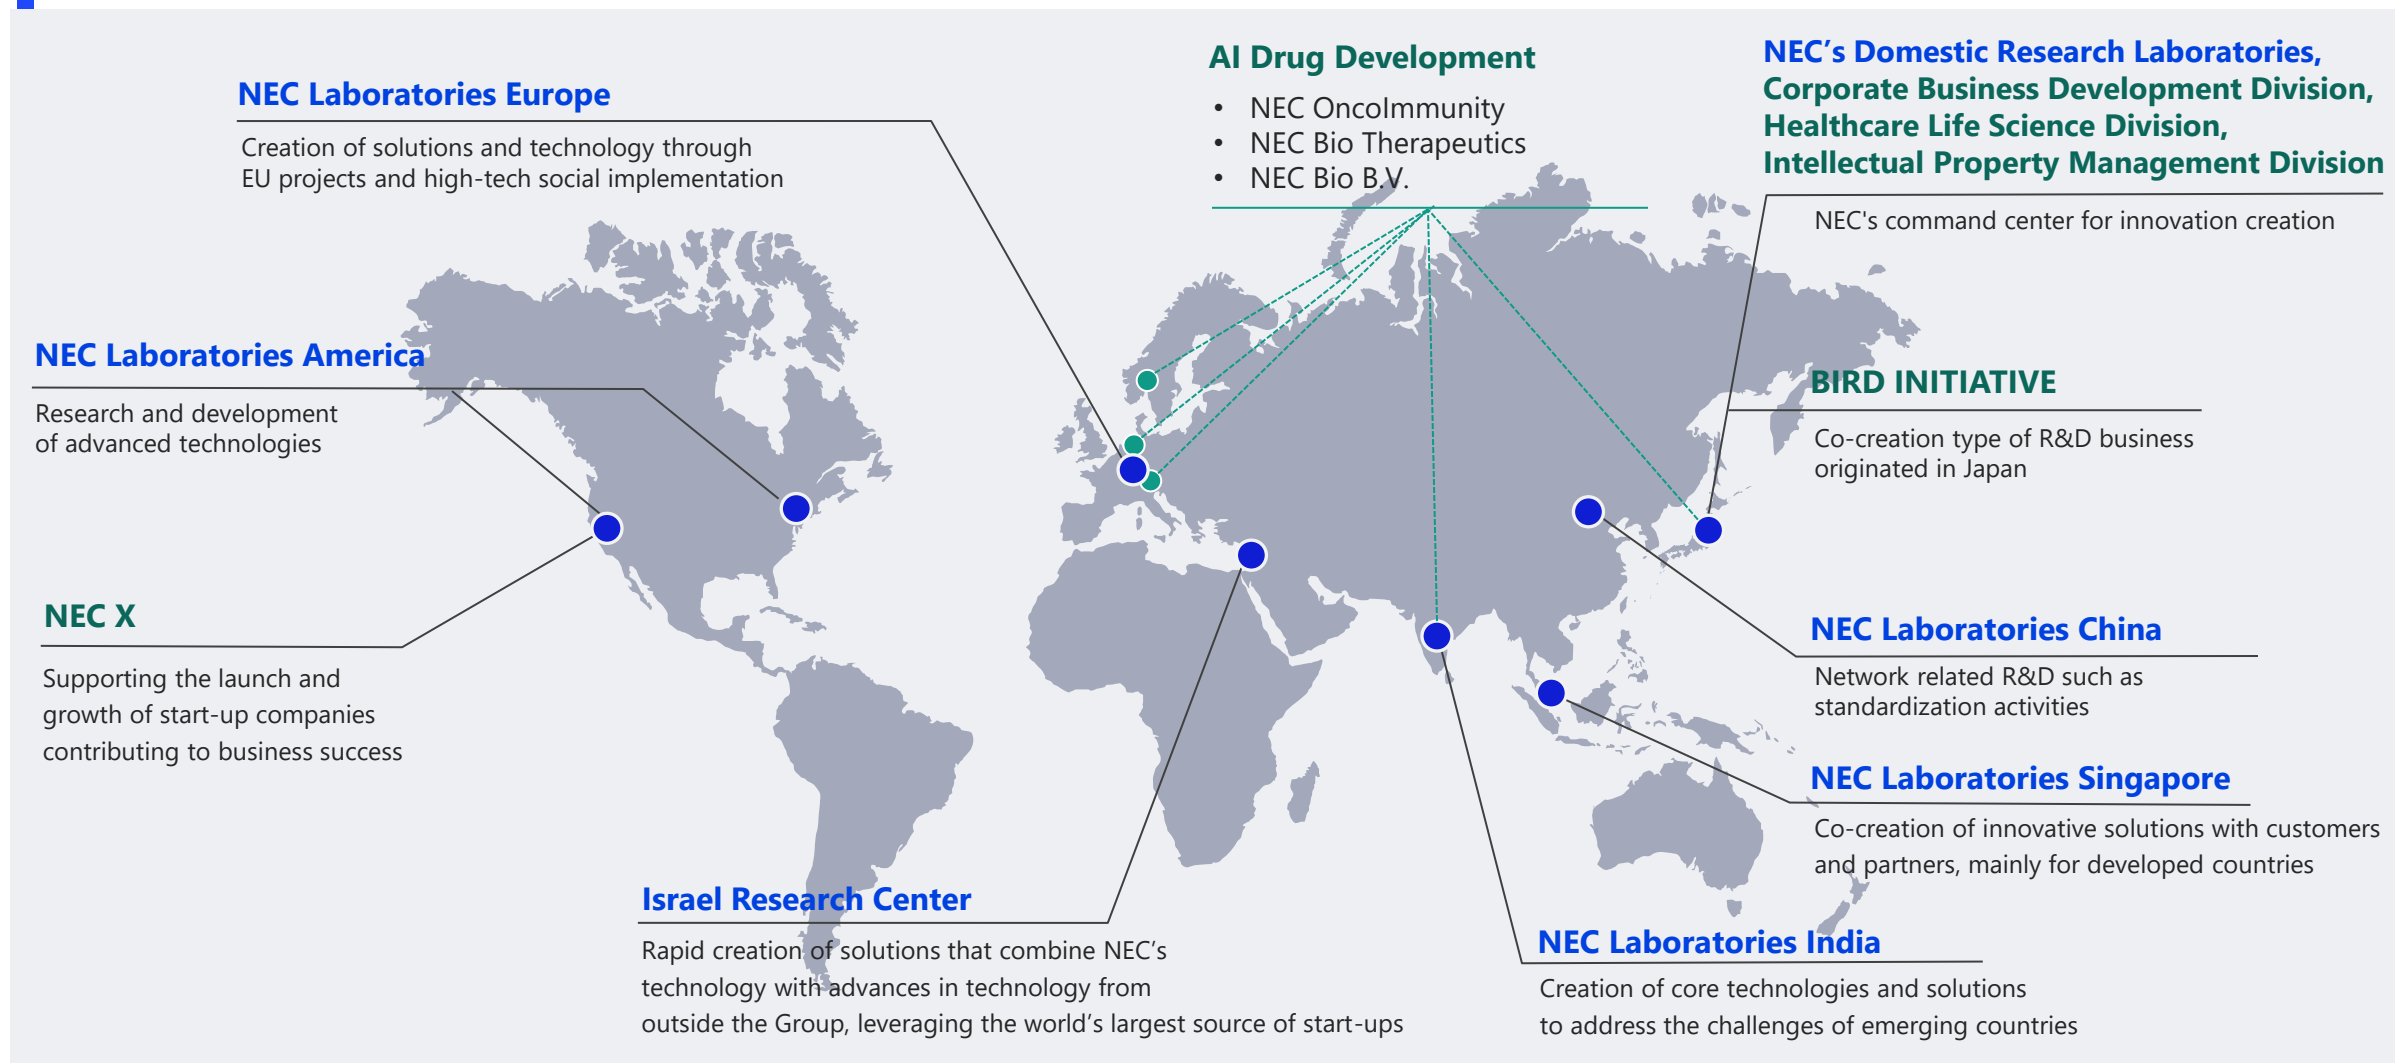 NEC Laboratories Europe
Creation of solutions and technology through
EU projects and high-tech social implementation
AI Drug Development
• NEC OncoImmunity
• NEC Bio Therapeutics
• NEC Bio B.V.
NEC’s Domestic Research Laboratories,
Corporate Business Development Division,
Healthcare Life Science Division,
Intellectual Property Management Division
NEC's command center for innovation creation
NEC Laboratories America
Research and development
of advanced technologies
BIRD INITIATIVE
Co-creation type of R&D business
originated in Japan
NEC X
Supporting the launch and
growth of start-up companies
contributing to business success
NEC Laboratories China
Network related R&D such as
standardization activities
NEC Laboratories Singapore
Co-creation of innovative solutions with customers
and partners, mainly for developed countries
Israel Research Center
Rapid creation of solutions that combine NEC’s
technology with advances in technology from
outside the Group, leveraging the world’s largest source of start-ups
NEC Laboratories India
Creation of core technologies and solutions
to address the challenges of emerging countries